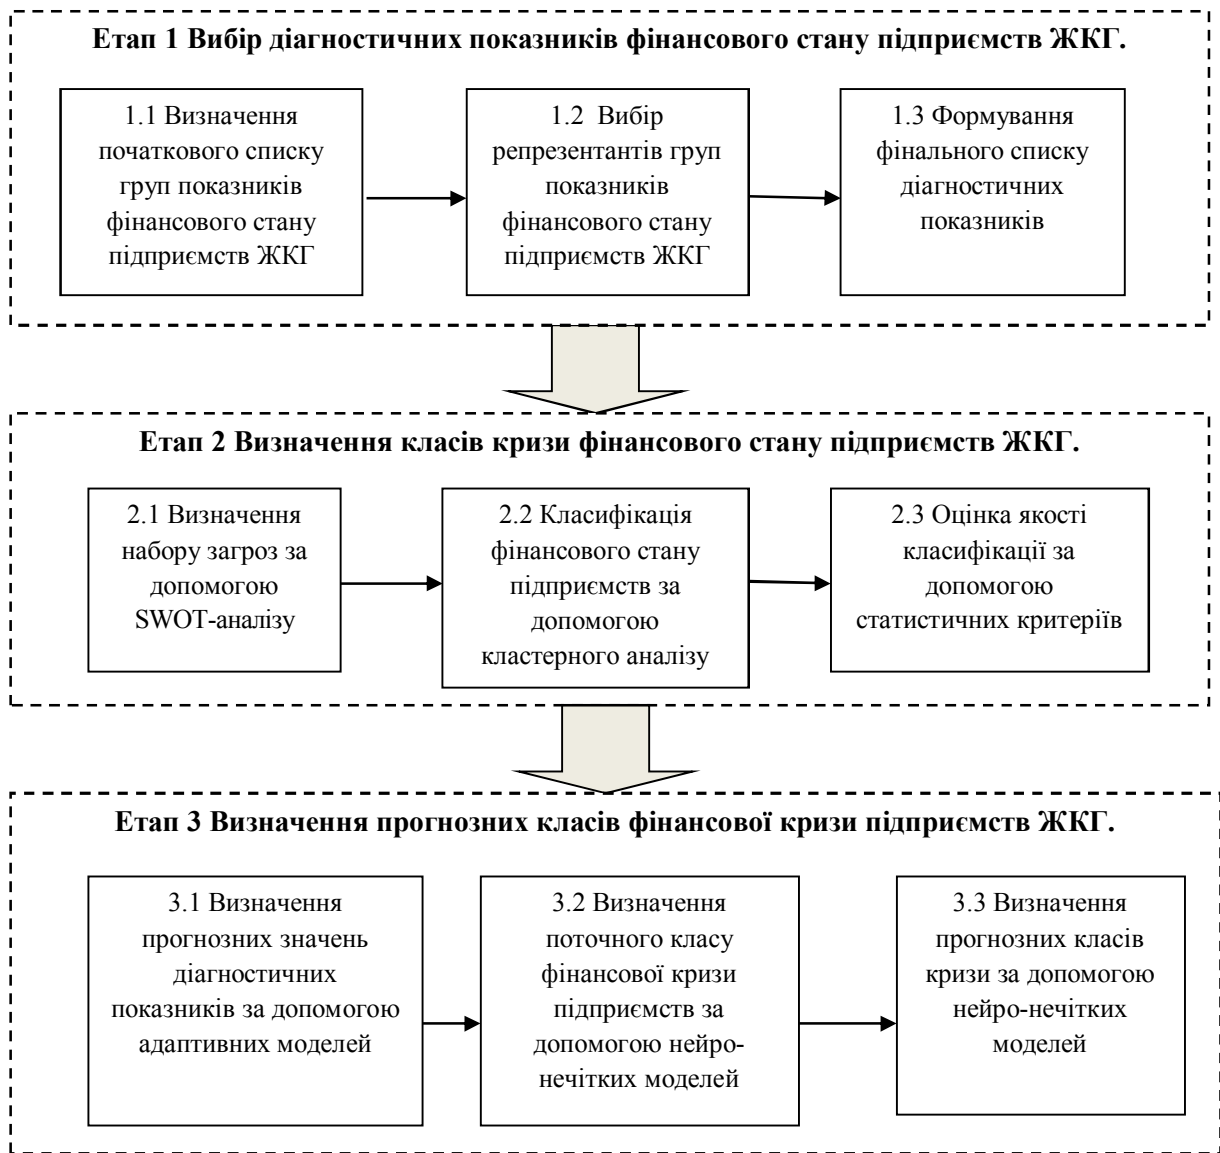 Етап 1 Вибір діагностичних показників фінансового стану підприємств ЖКГ.
1.1 Визначення
початкового списку
груп показників
фінансового стану
підприємств ЖКГ
1.2 Вибір
репрезентантів груп
показників
фінансового стану
підприємств ЖКГ
1.3 Формування
фінального списку
діагностичних
показників
Етап 2 Визначення класів кризи фінансового стану підприємств ЖКГ.
2.1 Визначення
набору загроз за
допомогою
SWOT-аналізу
2.2 Класифікація
фінансового стану
підприємств за
допомогою
кластерного аналізу
2.3 Оцінка якості
класифікації за
допомогою
статистичних критеріїв
Етап 3 Визначення прогнозних класів фінансової кризи підприємств ЖКГ.
3.1 Визначення
прогнозних значень
діагностичних
показників за допомогою
адаптивних моделей
3.2 Визначення
поточного класу
фінансової кризи
підприємств за
допомогою нейро-
нечітких моделей
3.3 Визначення
прогнозних класів
кризи за допомогою
нейро-нечітких
моделей